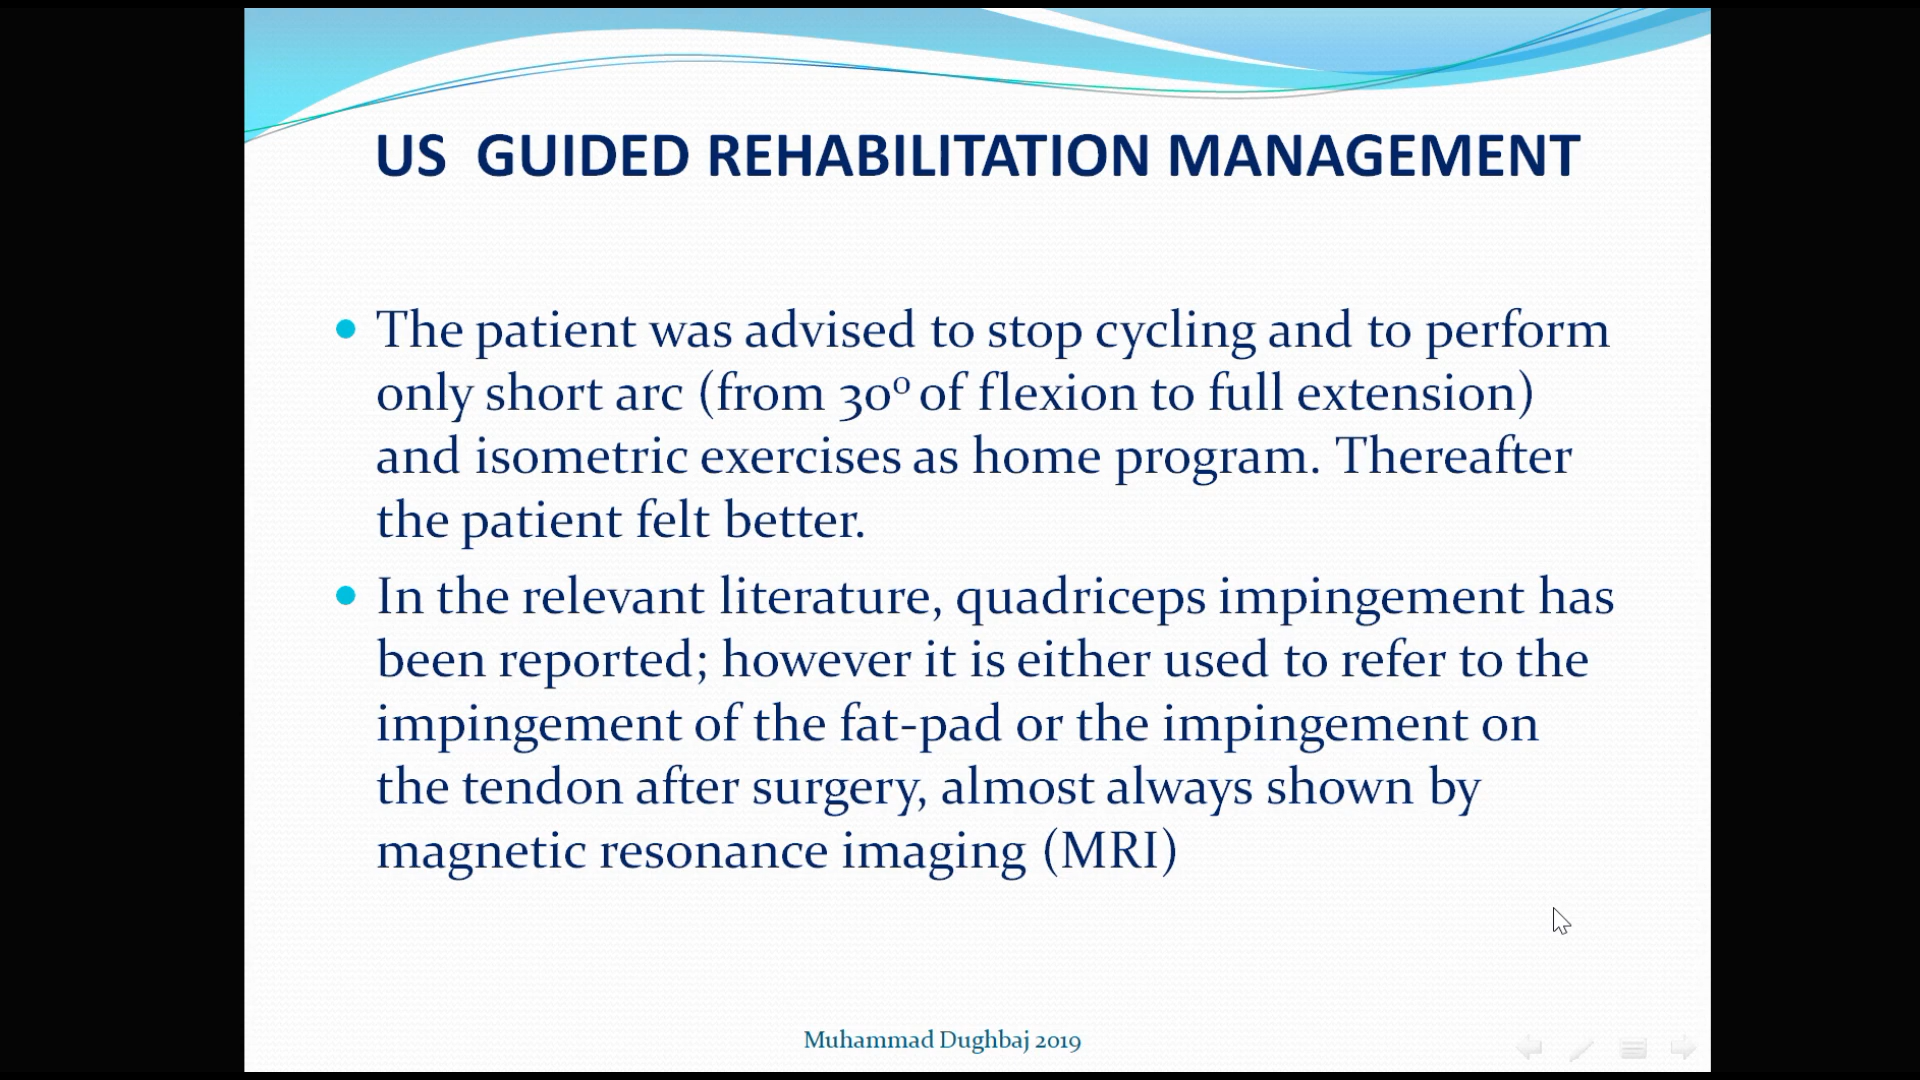 US GUIDED REHABILITATION MANAGEMENT
• The patient was advised to stop cycling and to perform
only short arc (from 30⁰ of flexion to full extension)
and isometric exercises as home program. Thereafter
the patient felt better.
• In the relevant literature, quadriceps impingement has
been reported; however it is either used to refer to the
impingement of the fat-pad or the impingement on
the tendon after surgery, almost always shown by
magnetic resonance imaging (MRI)
Muhammad Dughbaj 2019